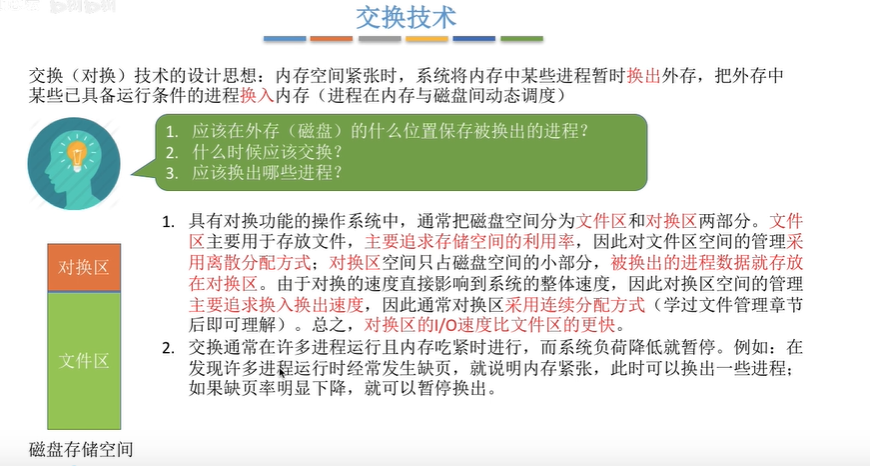 交换技术
交换（对换）技术的设计思想：内存空间紧张时，系统将内存中某些进程暂时换出外存，把外存中
某些已具备运行条件的进程换入内存（进程在内存与磁盘间动态调度）
1. 应该在外存（磁盘）的什么位置保存被换出的进程？
2. 什么时候应该交换？
3. 应该换出哪些进程？
1. 具有对换功能的操作系统中，通常把磁盘空间分为文件区和对换区两部分。文件
区主要用于存放文件，主要追求存储空间的利用率，因此对文件区空间的管理采
用离散分配方式；对换区空间只占磁盘空间的小部分，被换出的进程数据就存放
在对换区。由于对换的速度直接影响到系统的整体速度，因此对换区空间的管理
主要追求换入换出速度，因此通常对换区采用连续分配方式（学过文件管理章节
后即可理解）。总之，对换区的I/O速度比文件区的更快。
2. 交换通常在许多进程运行且内存吃紧时进行，而系统负荷降低就暂停。例如：在
发现许多进程运行时经常发生缺页，就说明内存紧张，此时可以换出一些进程；
如果缺页率明显下降，就可以暂停换出。
对换区
文件区
磁盘存储空间